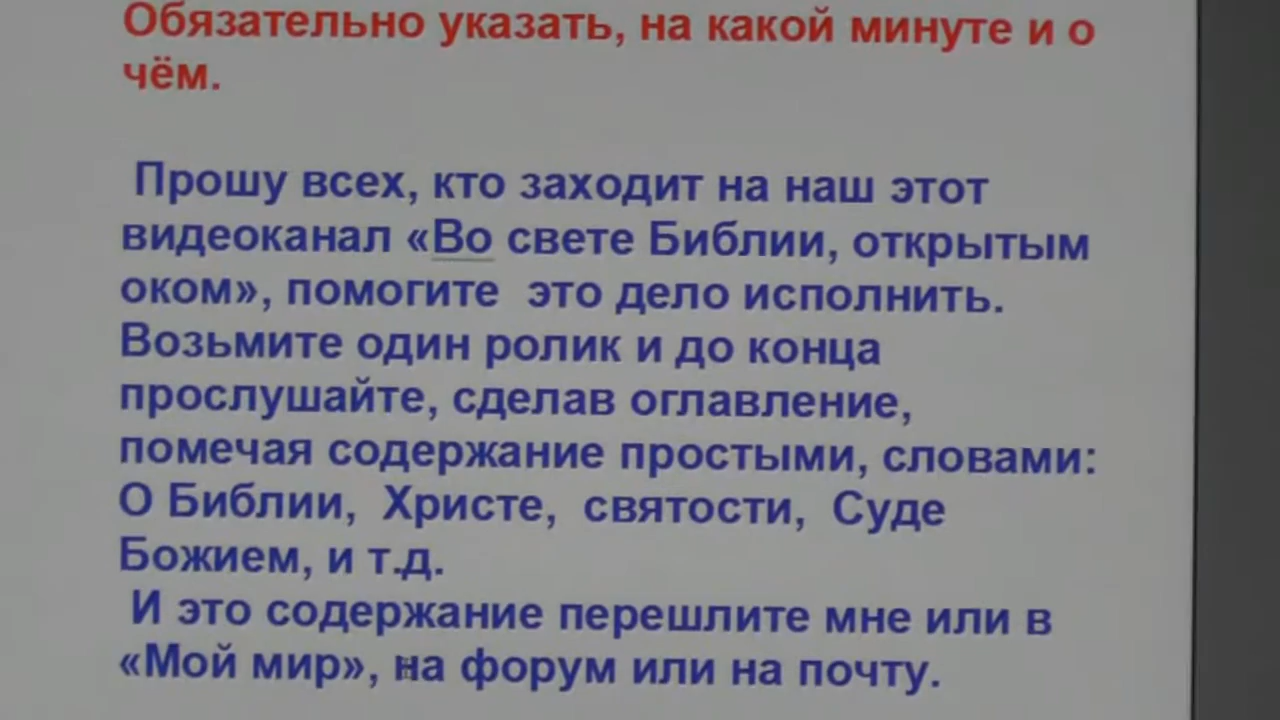 Обязательно указать, на какой минуте и о
чём.
Прошу всех, кто заходит на наш этот
видеоканал «Во свете Библии, открытым
оком», помогите это дело исполнить.
Возьмите один ролик и до конца
прослушайте, сделав оглавление,
помечая содержание простыми, словами:
О Библии, Христе, святости, Суде
Божием, и т.д.
И это содержание перешлите мне или в
«Мой мир», на форум или на почту.